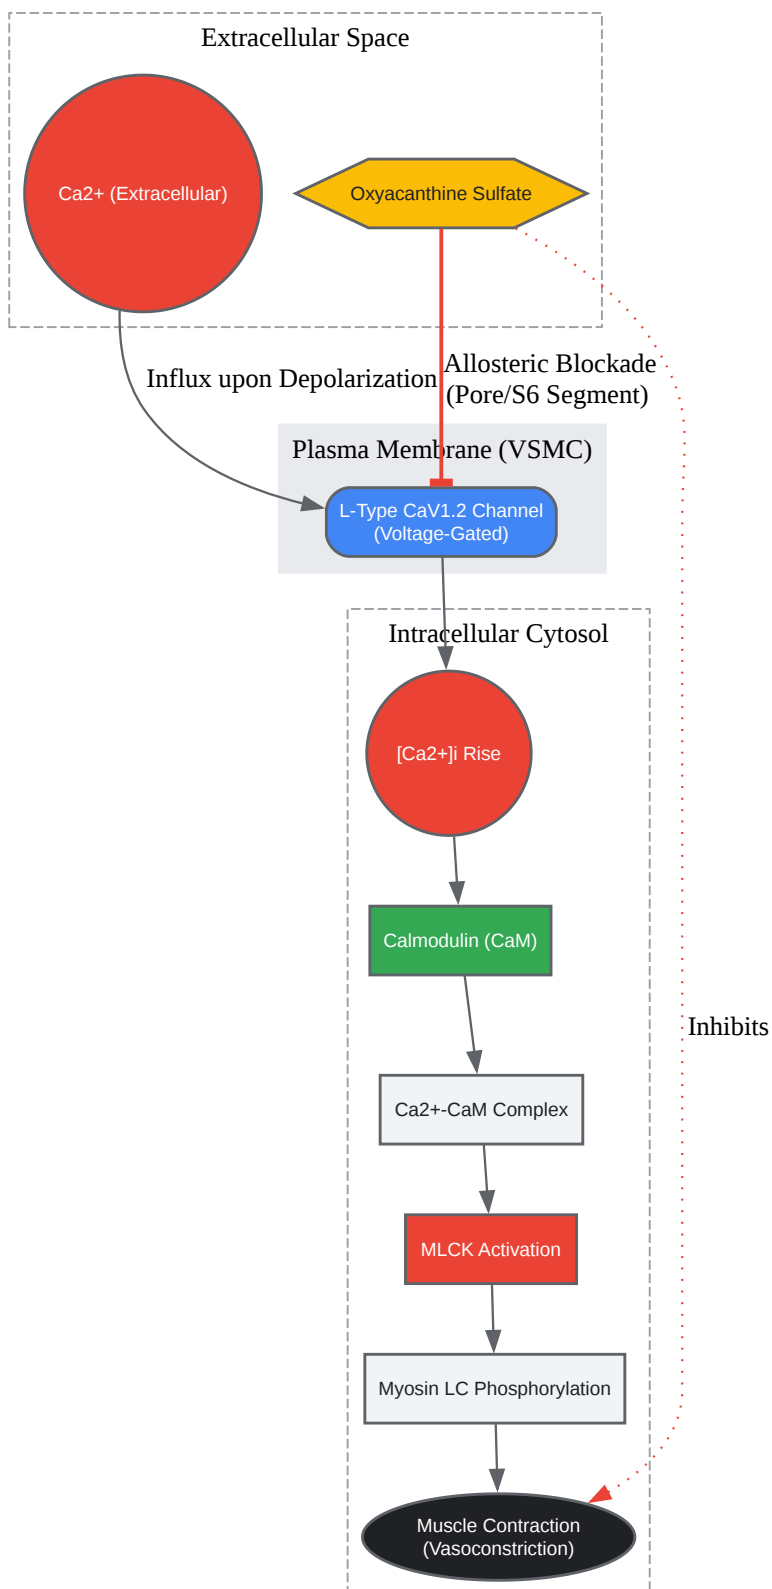 Extracellular Space
Ca2+ (Extracellular)
Oxyacanthine Sulfate
Influx upon Depolarization
Allosteric Blockade
(Pore/S6 Segment)
Plasma Membrane (VSMC)
L-Type CaV1.2 Channel
(Voltage-Gated)
Intracellular Cytosol
[Ca2+]i Rise
Calmodulin (CaM)
Inhibits
Ca2+-CaM Complex
MLCK Activation
Myosin LC Phosphorylation
Muscle Contraction
(Vasoconstriction)